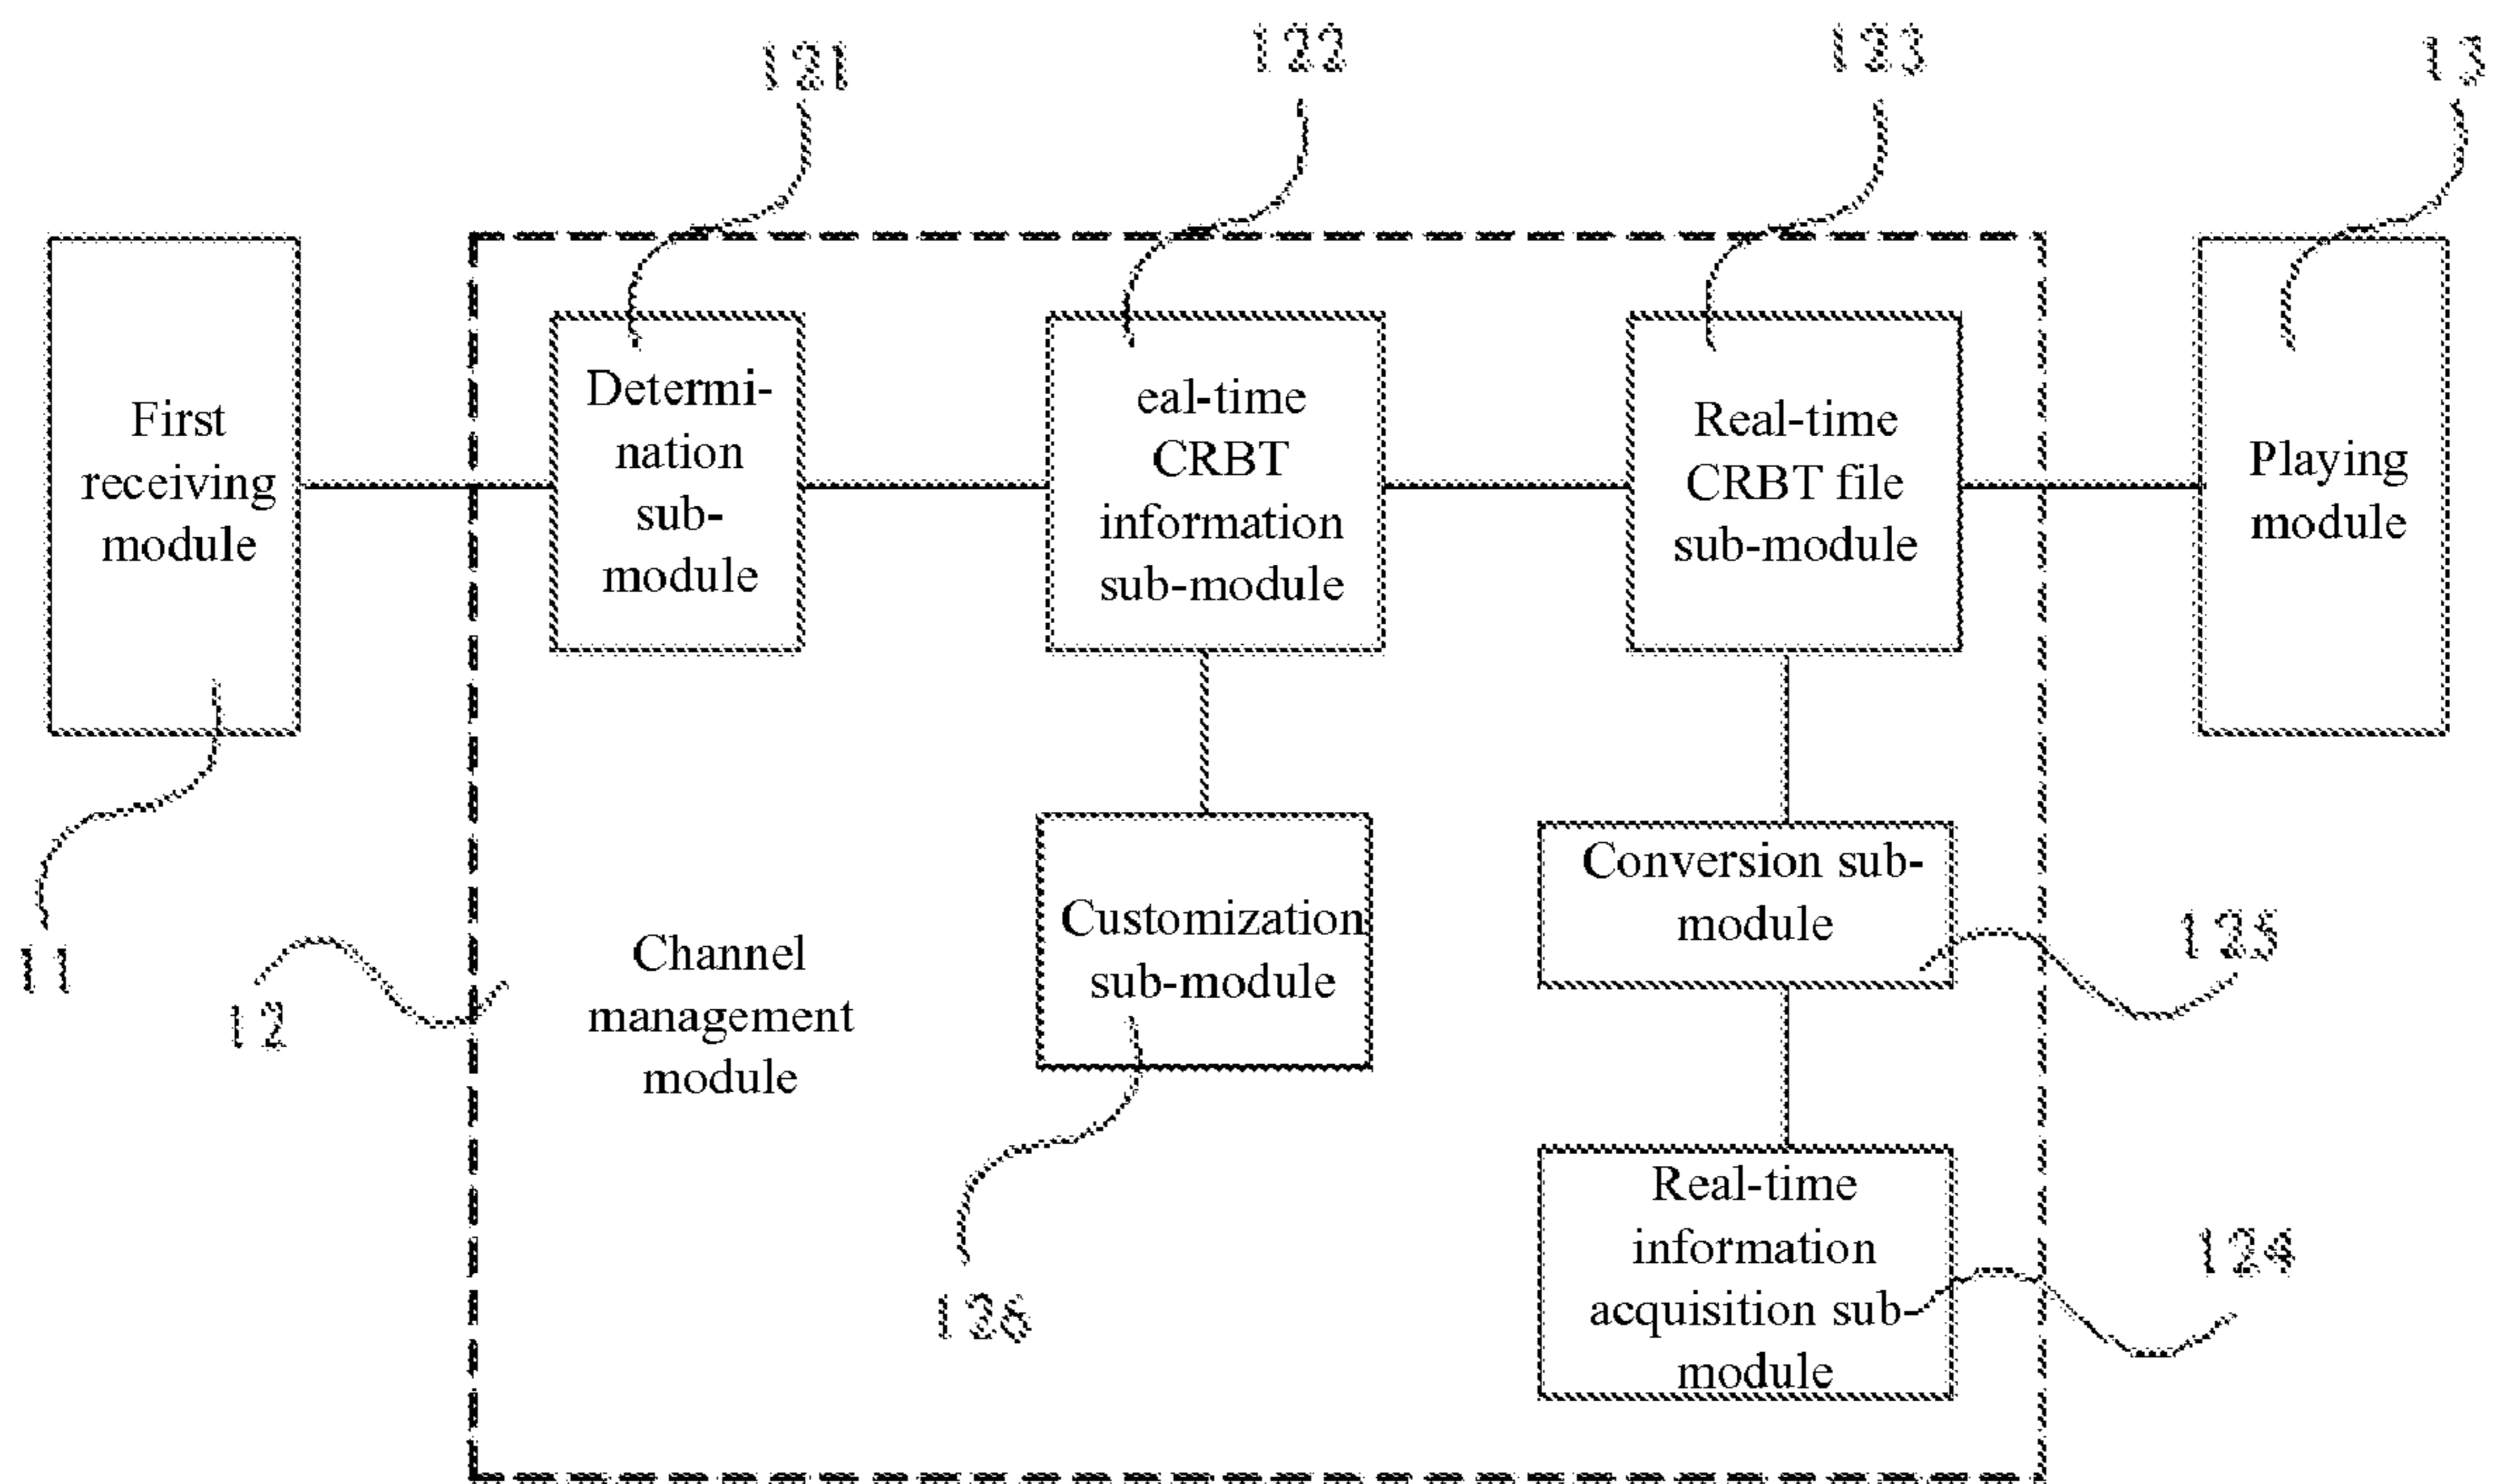 121
122
123
13
First
receiving
module
Determi-
nation
sub-
module
eal-time
CRBT
information
sub-module
Real-time
CRBT file
sub-module
Playing
module
11
12
Channel
management
module
Customization
sub-module
126
Conversion sub-
module
125
Real-time
information
acquisition sub-
module
124